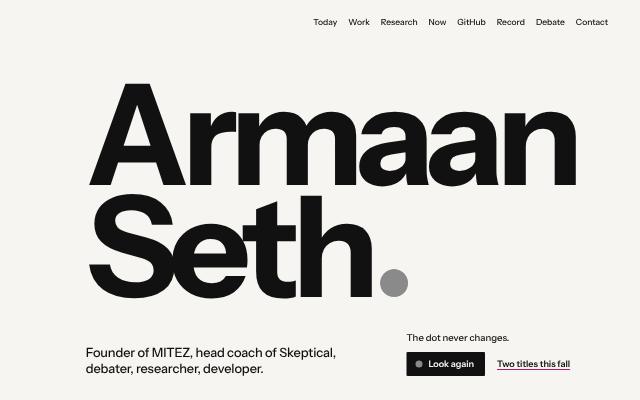 Today Work Research Now GitHub Record Debate Contact
Armaan
Seth.
Founder of MITEZ, head coach of Skeptical,
debater, researcher, developer.
The dot never changes.
Look again Two titles this fall